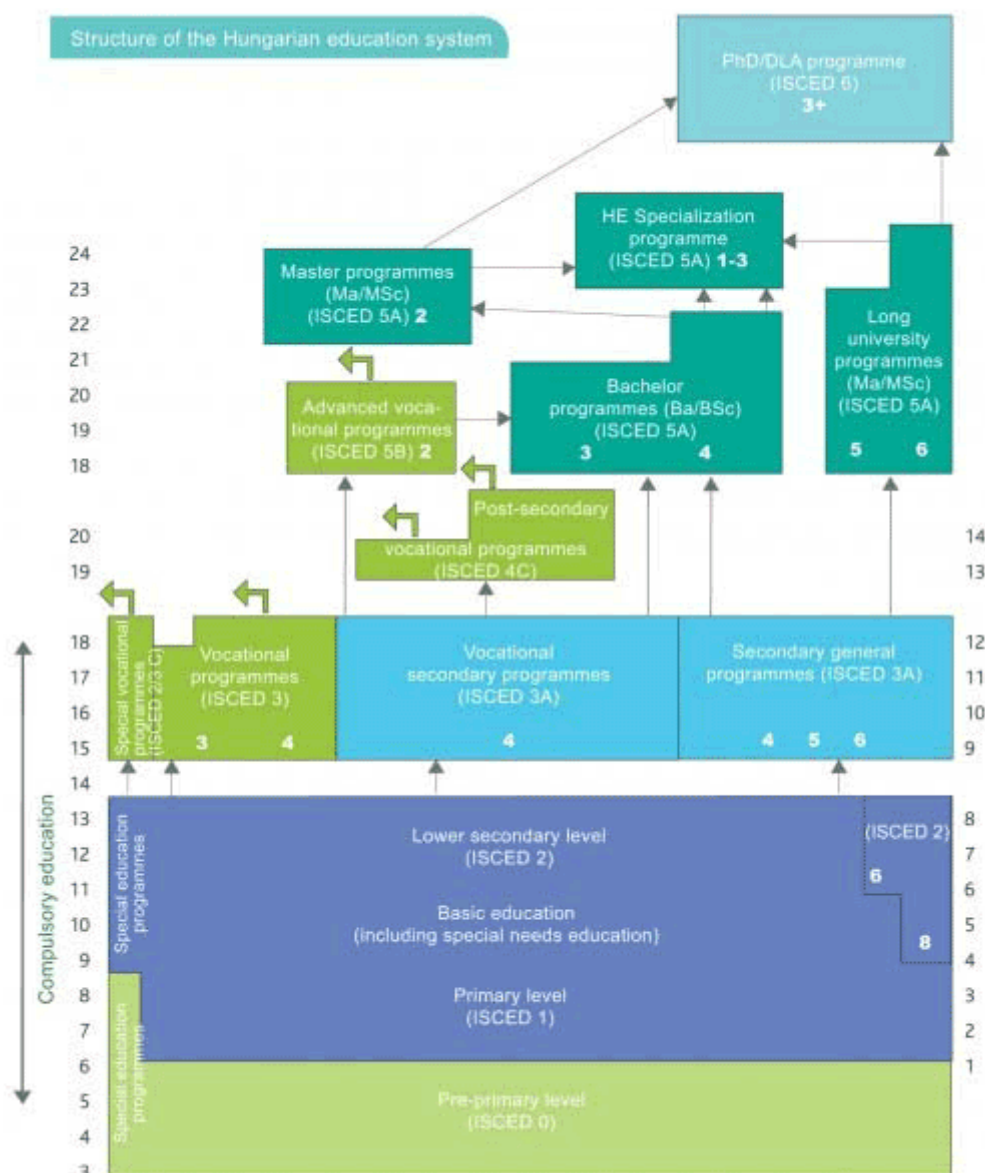 Structure of the Hungarian education system
PhD/DLA programme
(ISCED 6)
3+
HE Specialization
programme
(ISCED 5A) 1-3
24
23
22
21
20
19
18
Master programmes
(Ma/MSc)
(ISCED 5A) 2
Long
university
programmes
(Ma/MSc)
(ISCED 5A)
5 6
Advanced voca-
tional programmes
(ISCED 5B) 2
Bachelor
programmes (Ba/BSc)
(ISCED 5A)
3 4
Post-secondary
vocational programmes
(ISCED 4C)
20
19
14
13
Compulsory education
18
17
16
15
14
13
12
11
10
9
8
7
6
5
4
3
Special vocational
programmes
(ISCED 2/3 C)
Vocational
programmes
(ISCED 3)
3 4
Vocational
secondary programmes
(ISCED 3A)
4
Secondary general
programmes (ISCED 3A)
4 5 6
12
11
10
9
Special education
programmes
Lower secondary level
(ISCED 2)
(ISCED 2)
6
8
Basic education
(including special needs education)
Primary level
(ISCED 1)
8
7
6
5
4
3
2
1
Special education
programmes
Pre-primary level
(ISCED 0)